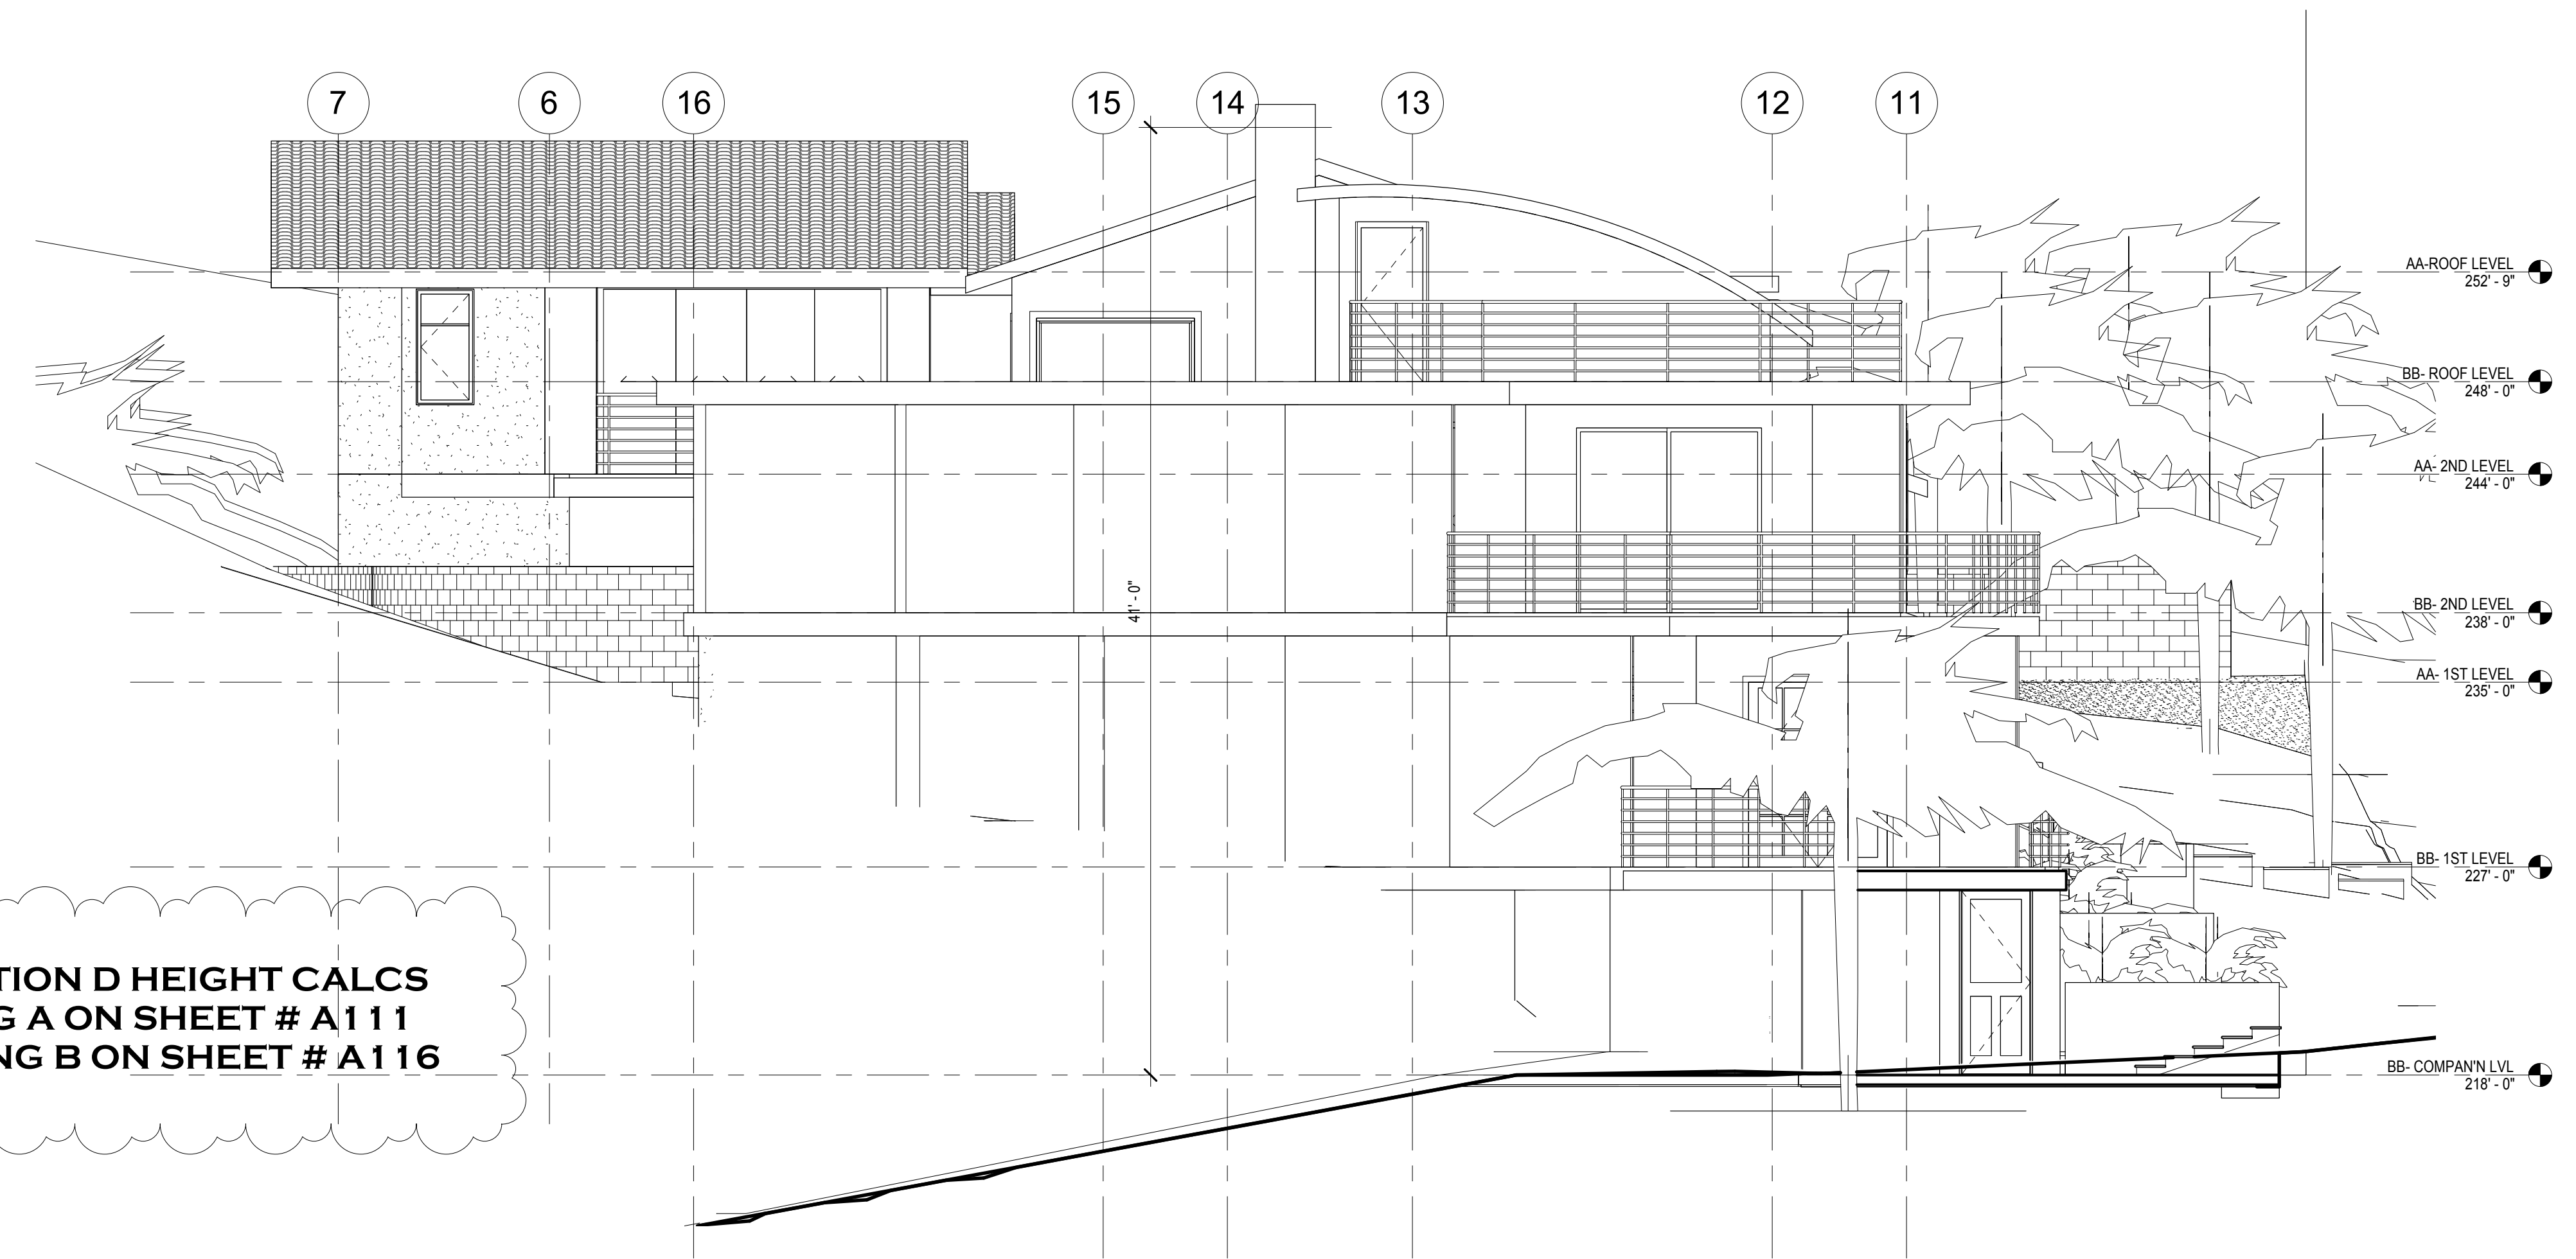 7 6 16 15 14 13 12 11
AA-ROOF LEVEL
252' - 9"
BB- ROOF LEVEL
248' - 0"
AA- 2ND LEVEL
244' - 0"
41' - 0"
BB- 2ND LEVEL
238' - 0"
AA- 1ST LEVEL
235' - 0"
BB- 1ST LEVEL
227' - 0"
TION D HEIGHT CALCS
G A ON SHEET # A111
NG B ON SHEET # A116
BB- COMPAN'N LVL
218' - 0"